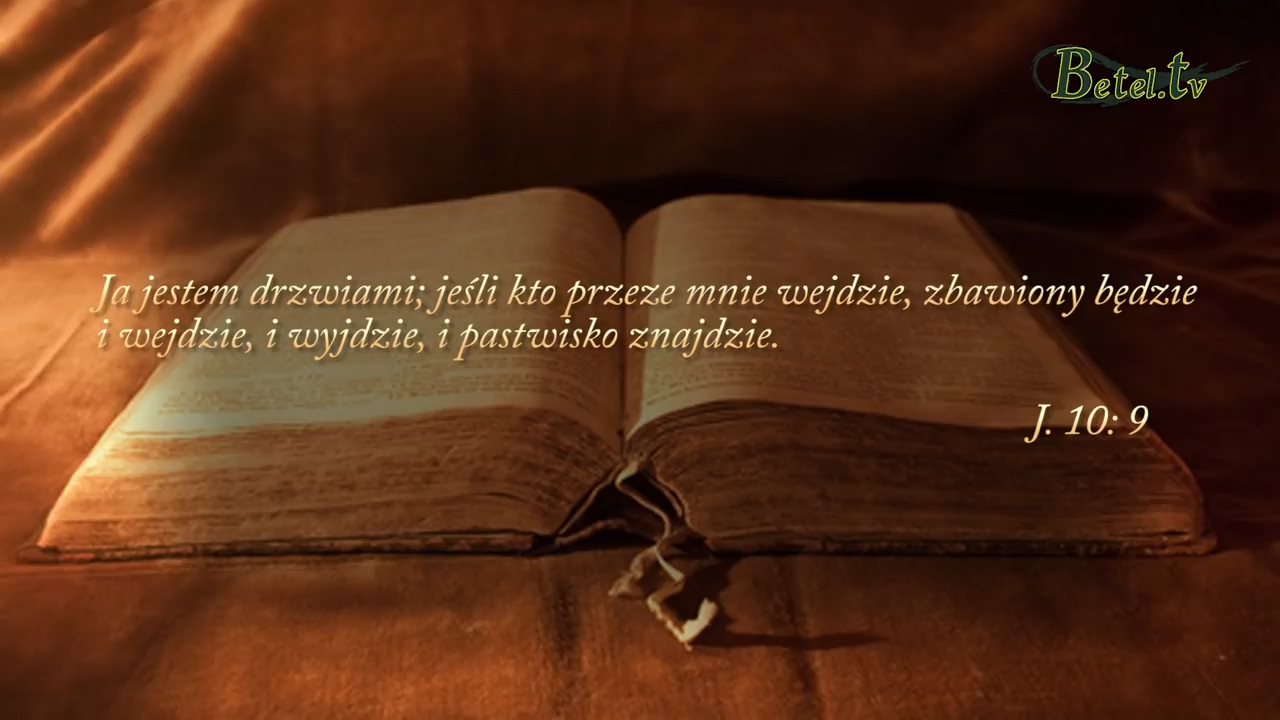 Betel.tv
Ja jestem drzwiami; jeśli kto przeze mnie wejdzie, zbawiony będzie
i wejdzie, i wyjdzie, i pastwisko znajdzie.
J. 10: 9